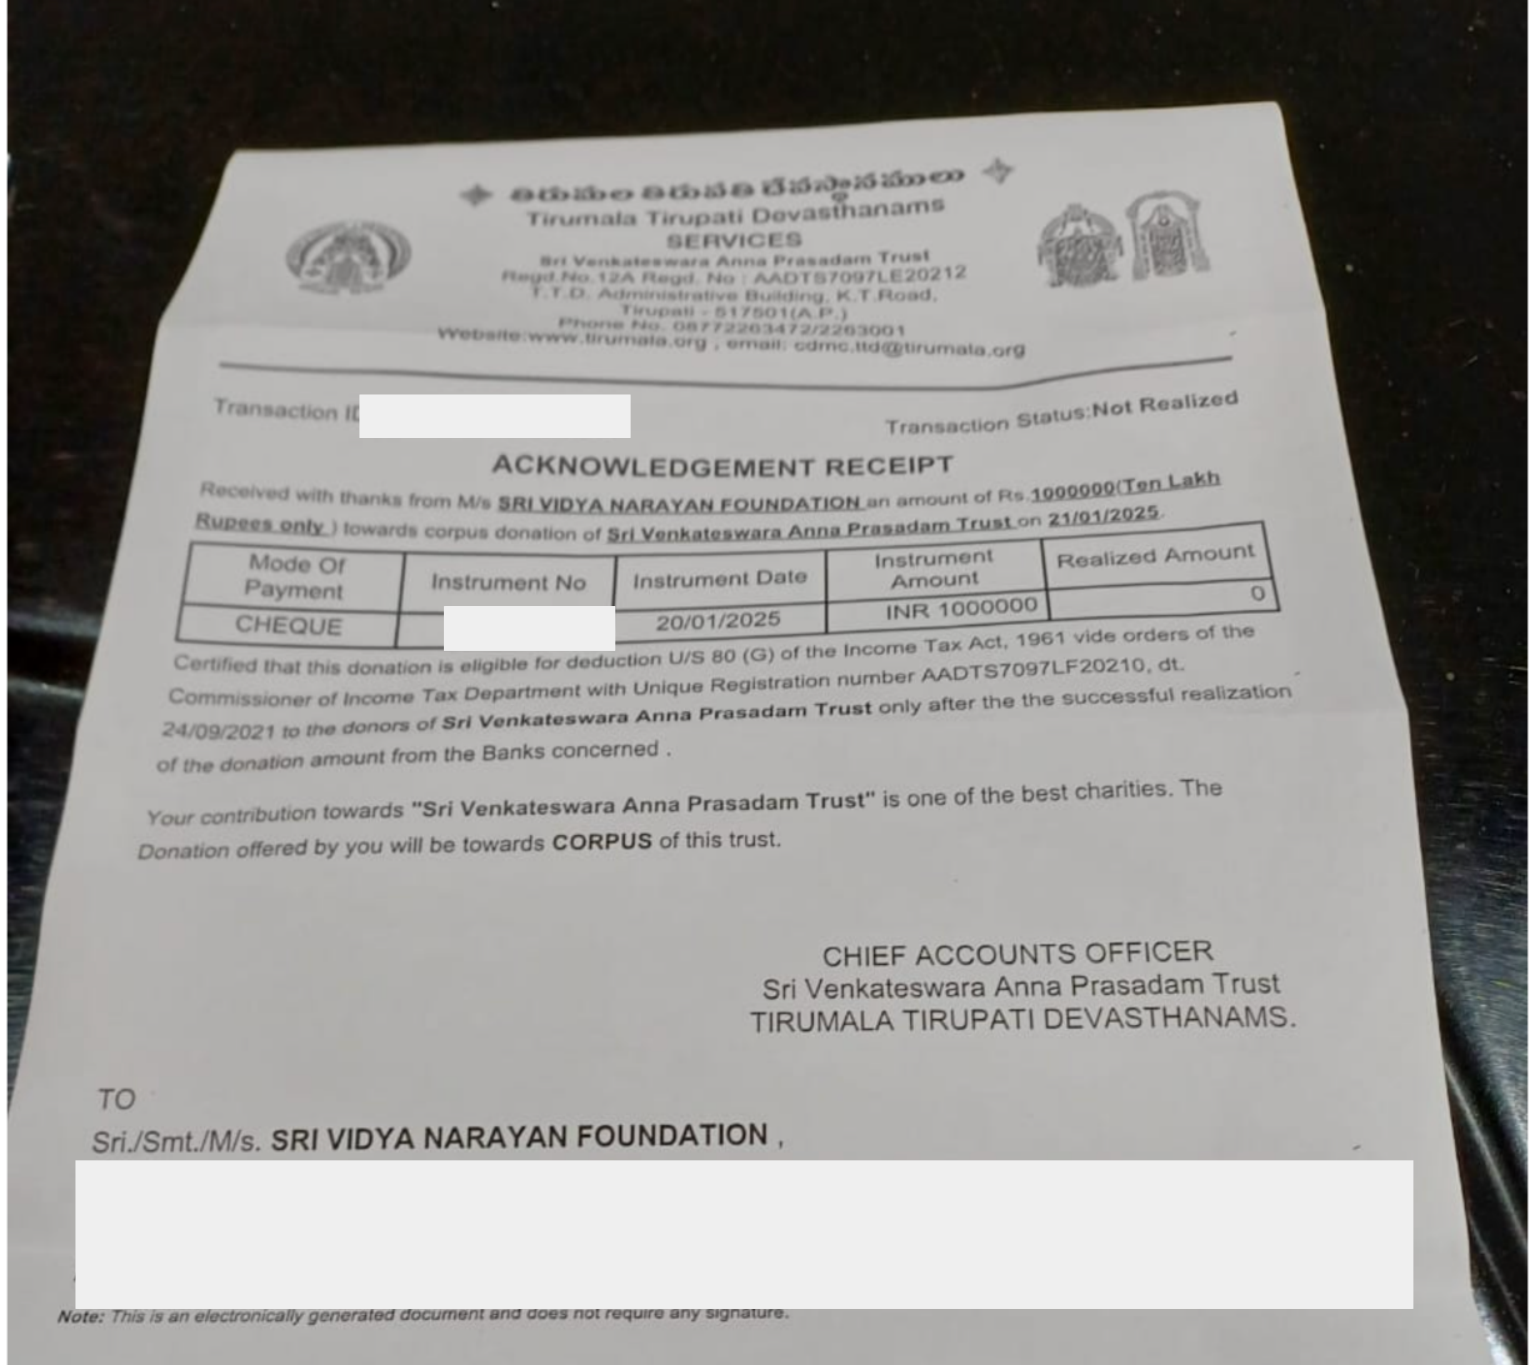 తిరుమల తిరుపతి దేవస్థానములు
Tirumala Tirupati Devasthanams
SERVICES
Sri Venkateswara Anna Prasadam Trust
Regd.No.12A Regd. No : AADTS7097LE20212
T.T.D. Administrative Building, K.T.Road,
Tirupati - 517501(A.P.)
Phone No. 08772263472/2263001
Website:www.tirumala.org , email: cdmc.ttd@tirumala.org
Transaction ID
Transaction Status:Not Realized
ACKNOWLEDGEMENT RECEIPT
Received with thanks from M/s SRI VIDYA NARAYAN FOUNDATION an amount of Rs.1000000(Ten Lakh
Rupees only ) towards corpus donation of Sri Venkateswara Anna Prasadam Trust on 21/01/2025.
Mode Of Payment Instrument No Instrument Date Instrument Amount Realized Amount
CHEQUE 20/01/2025 INR 1000000 0
Certified that this donation is eligible for deduction U/S 80 (G) of the Income Tax Act, 1961 vide orders of the
Commissioner of Income Tax Department with Unique Registration number AADTS7097LF20210, dt.
24/09/2021 to the donors of Sri Venkateswara Anna Prasadam Trust only after the the successful realization
of the donation amount from the Banks concerned .
Your contribution towards "Sri Venkateswara Anna Prasadam Trust" is one of the best charities. The
Donation offered by you will be towards CORPUS of this trust.
CHIEF ACCOUNTS OFFICER
Sri Venkateswara Anna Prasadam Trust
TIRUMALA TIRUPATI DEVASTHANAMS.
TO
Sri./Smt./M/s. SRI VIDYA NARAYAN FOUNDATION ,
Note: This is an electronically generated document and does not require any signature.